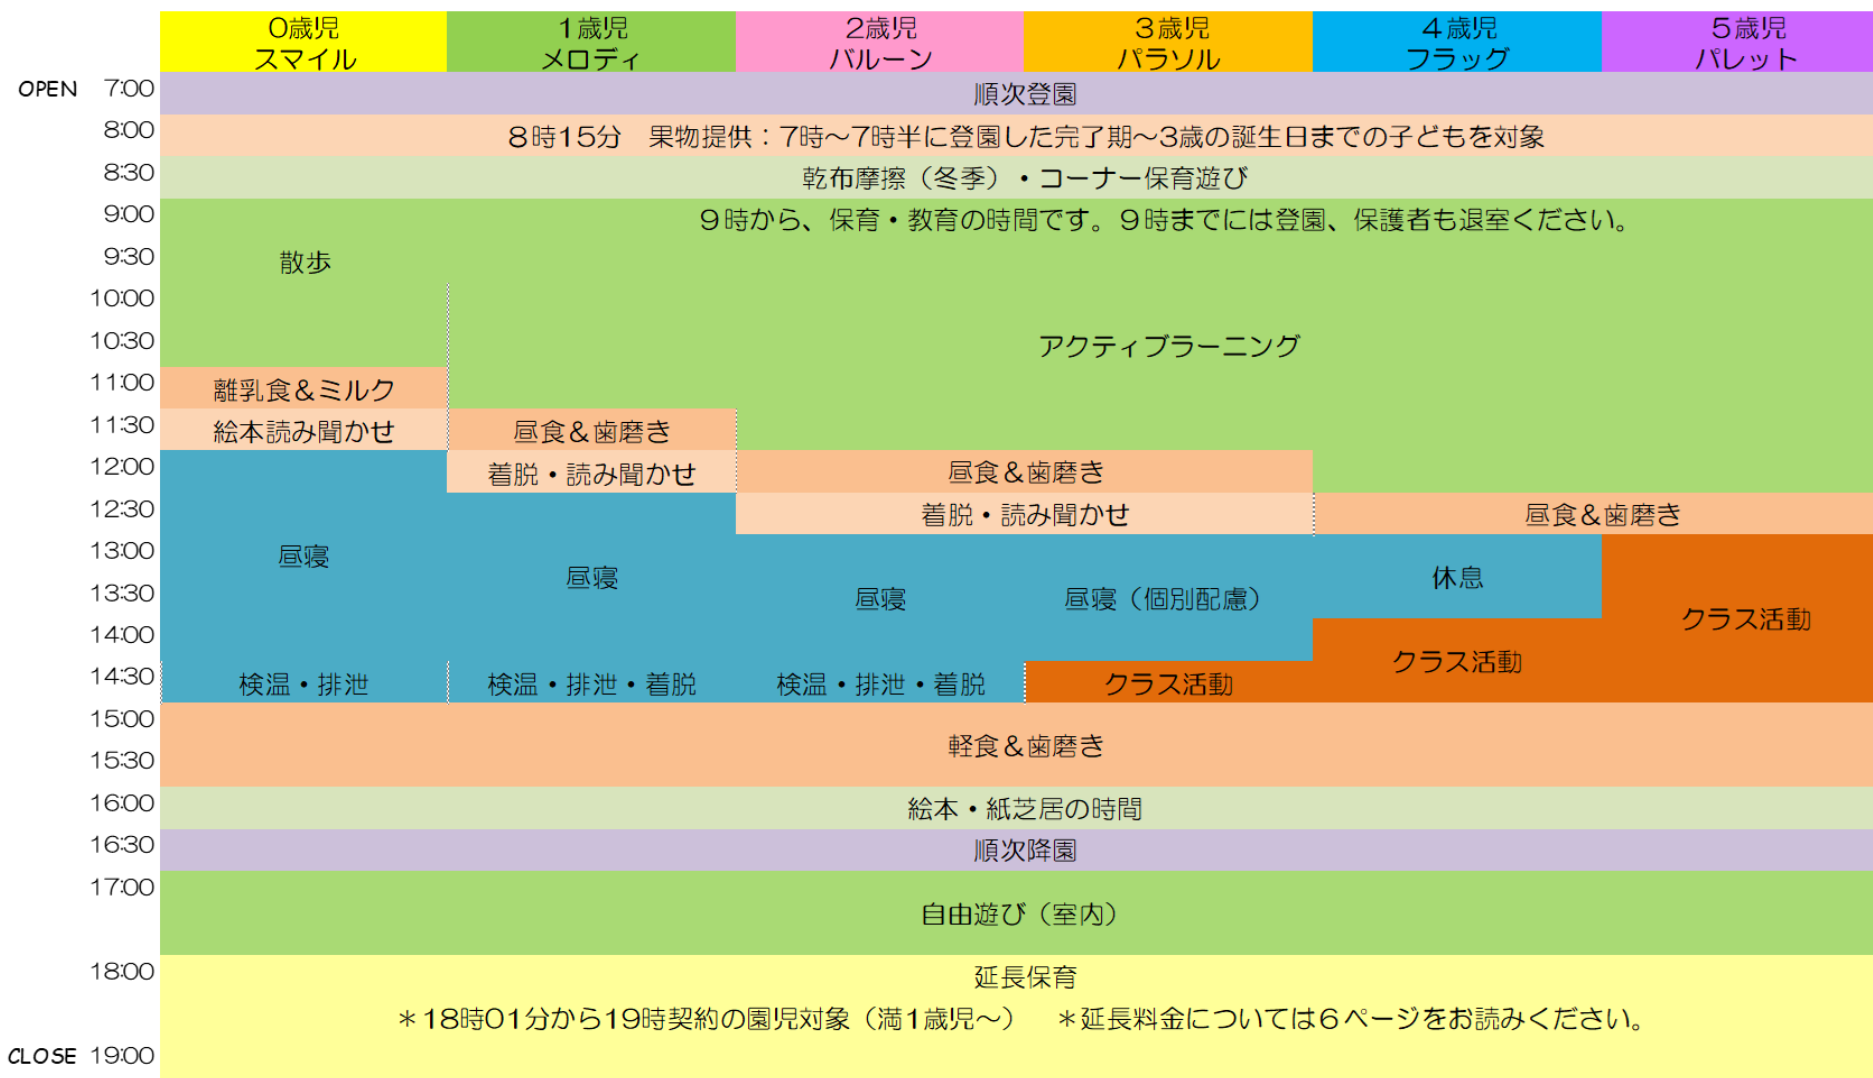 0歳児 1歳児 2歳児 3歳児 4歳児 5歳児
スマイル メロディ バルーン パラソル フラッグ パレット
OPEN 7:00 順次登園
8:00 8時15分　果物提供：7時～7時半に登園した完了期～3歳の誕生日までの子どもを対象
8:30 乾布摩擦（冬季）・コーナー保育遊び
9:00 9時から、保育・教育の時間です。9時までには登園、保護者も退室ください。
9:30 散歩
10:00
10:30 アクティブラーニング
11:00 離乳食＆ミルク
11:30 絵本読み聞かせ 昼食＆歯磨き
12:00 着脱・読み聞かせ 昼食＆歯磨き
12:30 着脱・読み聞かせ 昼食＆歯磨き
13:00 昼寝 昼寝 休息
13:30 昼寝 昼寝（個別配慮） クラス活動
14:00 クラス活動
14:30 検温・排泄 検温・排泄・着脱 検温・排泄・着脱 クラス活動
15:00 軽食＆歯磨き
15:30
16:00 絵本・紙芝居の時間
16:30 順次降園
17:00 自由遊び（室内）
18:00 延長保育
＊18時01分から19時契約の園児対象（満1歳児～）　＊延長料金については6ページをお読みください。
CLOSE 19:00